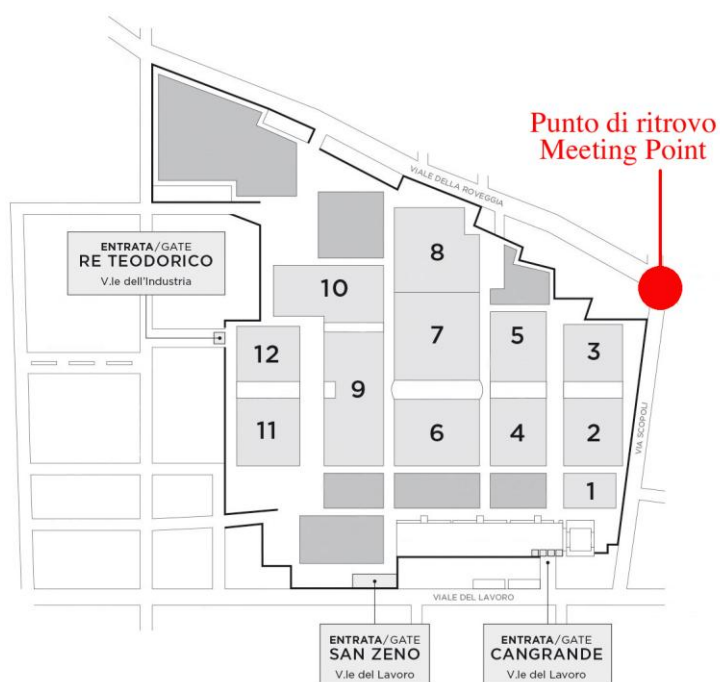 Punto di ritrovo
Meeting Point
VIALE DELLA ROVEGGIA
ENTRATA/GATE
RE TEODORICO
V.le dell'Industria
8
10
7
5
3
12
9
11
6
4
2
VIA SCOPOLI
1
VIALE DEL LAVORO
ENTRATA/GATE
SAN ZENO
V.le del Lavoro
ENTRATA/GATE
CANGRANDE
V.le del Lavoro